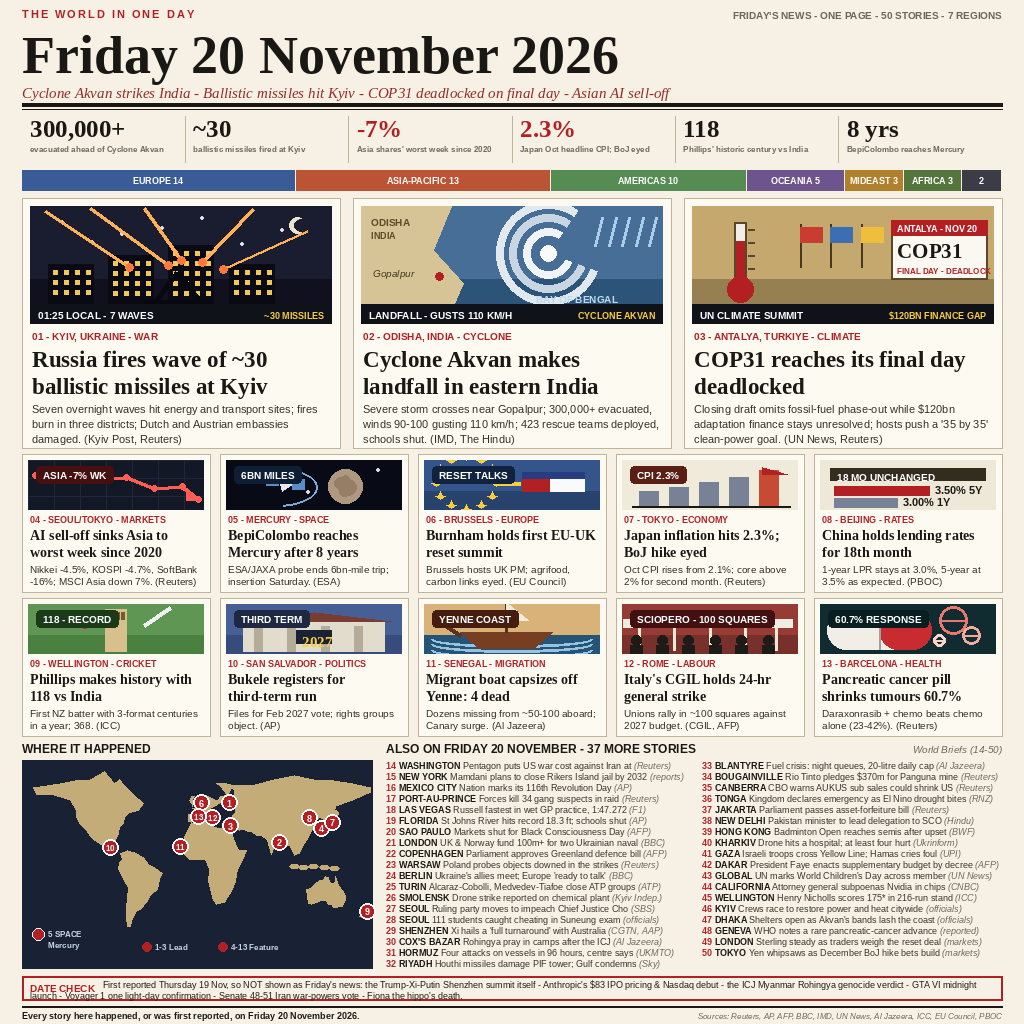 THE WORLD IN ONE DAY
FRIDAY'S NEWS - ONE PAGE - 50 STORIES - 7 REGIONS
Friday 20 November 2026
Cyclone Akvan strikes India - Ballistic missiles hit Kyiv - COP31 deadlocked on final day - Asian AI sell-off
300,000+
evacuated ahead of Cyclone Akvan
~30
ballistic missiles fired at Kyiv
-7%
Asia shares' worst week since 2020
2.3%
Japan Oct headline CPI; BoJ eyed
118
Phillips' historic century vs India
8 yrs
BepiColombo reaches Mercury
EUROPE 14
ASIA-PACIFIC 13
AMERICAS 10
OCEANIA 5
MIDEAST 3
AFRICA 3
2
01:25 LOCAL - 7 WAVES
~30 MISSILES
01 - KYIV, UKRAINE - WAR
Russia fires wave of ~30
ballistic missiles at Kyiv
Seven overnight waves hit energy and transport sites; fires
burn in three districts; Dutch and Austrian embassies
damaged. (Kyiv Post, Reuters)
ODISHA
INDIA
Gopalpur
BENGAL
LANDFALL - GUSTS 110 KM/H
CYCLONE AKVAN
02 - ODISHA, INDIA - CYCLONE
Cyclone Akvan makes
landfall in eastern India
Severe storm crosses near Gopalpur; 300,000+ evacuated,
winds 90-100 gusting 110 km/h; 423 rescue teams deployed,
schools shut. (IMD, The Hindu)
ANTALYA - NOV 20
COP31
FINAL DAY - DEADLOCK
UN CLIMATE SUMMIT
$120BN FINANCE GAP
03 - ANTALYA, TURKIYE - CLIMATE
COP31 reaches its final day
deadlocked
Closing draft omits fossil-fuel phase-out while $120bn
adaptation finance stays unresolved; hosts push a '35 by 35'
clean-power goal. (UN News, Reuters)
ASIA -7% WK
04 - SEOUL/TOKYO - MARKETS
AI sell-off sinks Asia to
worst week since 2020
Nikkei -4.5%, KOSPI -4.7%, SoftBank
-16%; MSCI Asia down 7%. (Reuters)
6BN MILES
05 - MERCURY - SPACE
BepiColombo reaches
Mercury after 8 years
ESA/JAXA probe ends 6bn-mile trip;
insertion Saturday. (ESA)
RESET TALKS
06 - BRUSSELS - EUROPE
Burnham holds first EU-UK
reset summit
Brussels hosts UK PM; agrifood,
carbon links eyed. (EU Council)
CPI 2.3%
07 - TOKYO - ECONOMY
Japan inflation hits 2.3%;
BoJ hike eyed
Oct CPI rises from 2.1%; core above
2% for second month. (Reuters)
18 MO UNCHANGED
3.50% 5Y
3.00% 1Y
08 - BEIJING - RATES
China holds lending rates
for 18th month
1-year LPR stays at 3.0%, 5-year at
3.5% as expected. (PBOC)
118 - RECORD
09 - WELLINGTON - CRICKET
Phillips makes history with
118 vs India
First NZ batter with 3-format centuries
in a year; 368. (ICC)
THIRD TERM
2027
10 - SAN SALVADOR - POLITICS
Bukele registers for
third-term run
Files for Feb 2027 vote; rights groups
object. (AP)
YENNE COAST
11 - SENEGAL - MIGRATION
Migrant boat capsizes off
Yenne: 4 dead
Dozens missing from ~50-100 aboard;
Canary surge. (Al Jazeera)
SCIOPERO - 100 SQUARES
12 - ROME - LABOUR
Italy's CGIL holds 24-hr
general strike
Unions rally in ~100 squares against
2027 budget. (CGIL, AFP)
60.7% RESPONSE
13 - BARCELONA - HEALTH
Pancreatic cancer pill
shrinks tumours 60.7%
Daraxonrasib + chemo beats chemo
alone (23-42%). (Reuters)
WHERE IT HAPPENED
6
1
13
12
3
8
4
7
2
11
10
9
5 SPACE
Mercury
1-3 Lead
4-13 Feature
ALSO ON FRIDAY 20 NOVEMBER - 37 MORE STORIES
World Briefs (14-50)
14 WASHINGTON Pentagon puts US war cost against Iran at (Reuters)
15 NEW YORK Mamdani plans to close Rikers Island jail by 2032 (reports)
16 MEXICO CITY Nation marks its 116th Revolution Day (AP)
17 PORT-AU-PRINCE Forces kill 34 gang suspects in raid (Reuters)
18 LAS VEGAS Russell fastest in wet GP practice, 1:47.272 (F1)
19 FLORIDA St Johns River hits record 18.3 ft; schools shut (AP)
20 SAO PAULO Markets shut for Black Consciousness Day (AFP)
21 LONDON UK & Norway fund 100m+ for two Ukrainian naval (BBC)
22 COPENHAGEN Parliament approves Greenland defence bill (AFP)
23 WARSAW Poland probes objects downed in the strikes (Reuters)
24 BERLIN Ukraine's allies meet; Europe 'ready to talk' (BBC)
25 TURIN Alcaraz-Cobolli, Medvedev-Tiafoe close ATP groups (ATP)
26 SMOLENSK Drone strike reported on chemical plant (Kyiv Indep.)
27 SEOUL Ruling party moves to impeach Chief Justice Cho (SBS)
28 SEOUL 111 students caught cheating in Suneung exam (officials)
29 SHENZHEN Xi hails a 'full turnaround' with Australia (CGTN, AAP)
30 COX'S BAZAR Rohingya pray in camps after the ICJ (Al Jazeera)
31 HORMUZ Four attacks on vessels in 96 hours, centre says (UKMTO)
32 RIYADH Houthi missiles damage PIF tower; Gulf condemns (Sky)
33 BLANTYRE Fuel crisis: night queues, 20-litre daily cap (Al Jazeera)
34 BOUGAINVILLE Rio Tinto pledges $370m for Panguna mine (Reuters)
35 CANBERRA CBO warns AUKUS sub sales could shrink US (Reuters)
36 TONGA Kingdom declares emergency as El Nino drought bites (RNZ)
37 JAKARTA Parliament passes asset-forfeiture bill (Reuters)
38 NEW DELHI Pakistan minister to lead delegation to SCO (Hindu)
39 HONG KONG Badminton Open reaches semis after upset (BWF)
40 KHARKIV Drone hits a hospital; at least four hurt (Ukrinform)
41 GAZA Israeli troops cross Yellow Line; Hamas cries foul (UPI)
42 DAKAR President Faye enacts supplementary budget by decree (AFP)
43 GLOBAL UN marks World Children's Day across member (UN News)
44 CALIFORNIA Attorney general subpoenas Nvidia in chips (CNBC)
45 WELLINGTON Henry Nicholls scores 175* in 216-run stand (ICC)
46 KYIV Crews race to restore power and heat citywide (officials)
47 DHAKA Shelters open as Akvan's bands lash the coast (officials)
48 GENEVA WHO notes a rare pancreatic-cancer advance (reported)
49 LONDON Sterling steady as traders weigh the reset deal (markets)
50 TOKYO Yen whipsaws as December BoJ hike bets build (markets)
DATE CHECK First reported Thursday 19 Nov, so NOT shown as Friday's news: the Trump-Xi-Putin Shenzhen summit itself - Anthropic's $83 IPO pricing & Nasdaq debut - the ICJ Myanmar Rohingya genocide verdict - GTA VI midnight
launch - Voyager 1 one light-day confirmation - Senate 48-51 Iran war-powers vote - Fiona the hippo's death.
Every story here happened, or was first reported, on Friday 20 November 2026.
Sources: Reuters, AP, AFP, BBC, IMD, UN News, Al Jazeera, ICC, EU Council, PBOC